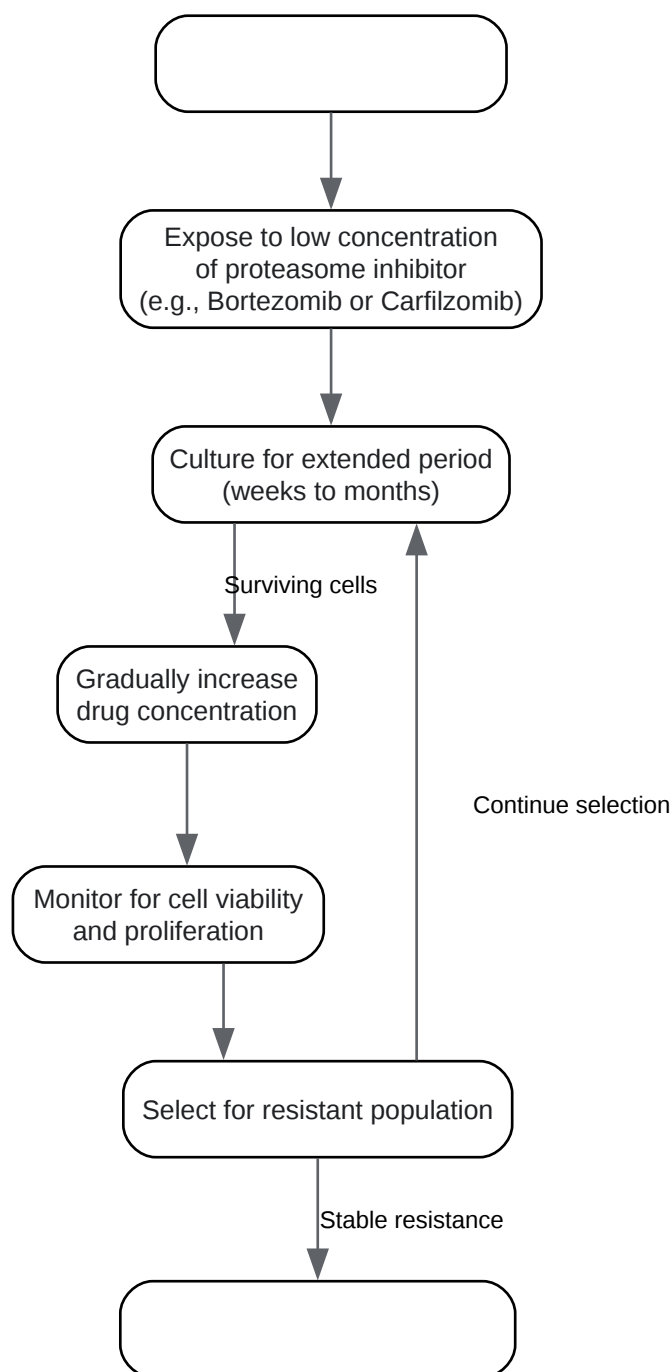 Expose to low concentration
of proteasome inhibitor
(e.g., Bortezomib or Carfilzomib)
Culture for extended period
(weeks to months)
Surviving cells
Gradually increase
drug concentration
Continue selection
Monitor for cell viability
and proliferation
Select for resistant population
Stable resistance